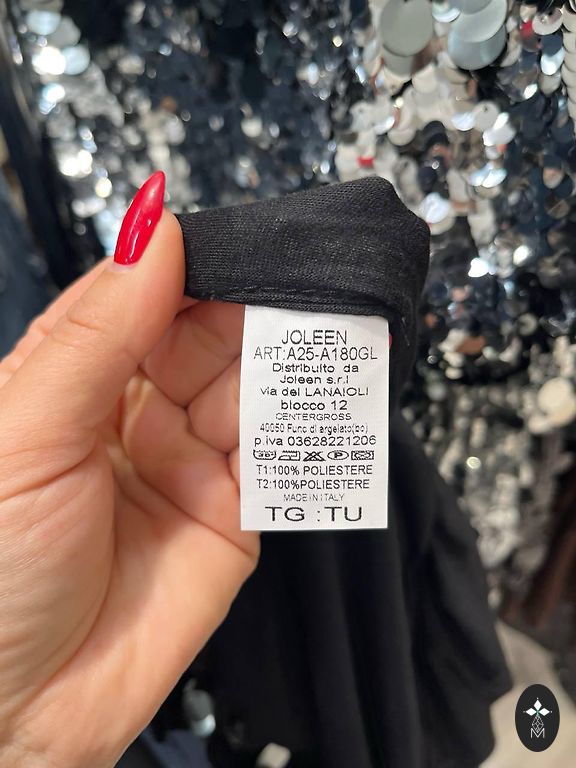 JOLEEN
ART:A25-A180GL
Distribuito da
Joleen s.r.l
via dei LANAIOLI
blocco 12
CENTERGROSS
40050 Funo di argelato(bo)
p.iva 03628221206
T1:100% POLIESTERE
T2:100%POLIESTERE
MADE IN ITALY
TG :TU
M